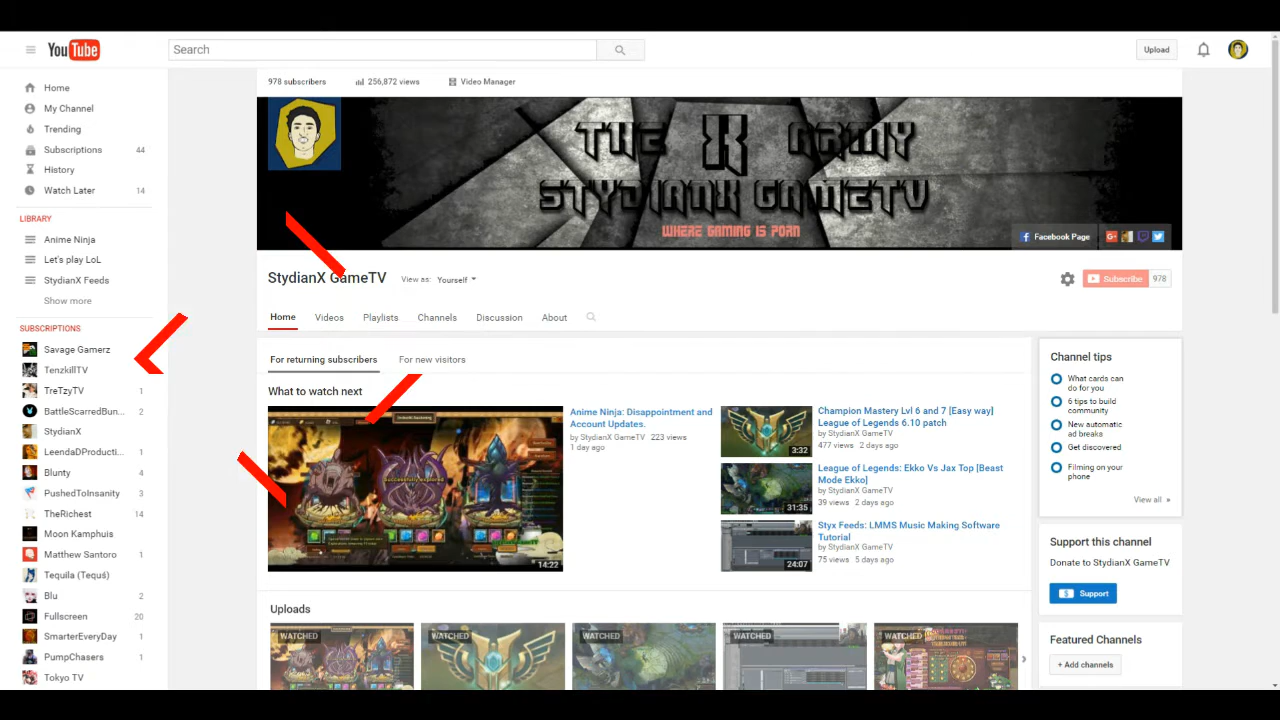 YouTube
Search
Upload
Home
My Channel
Trending
Subscriptions 44
History
Watch Later 14
LIBRARY
Anime Ninja
Let's play LoL
StydianX Feeds
Show more
SUBSCRIPTIONS
Savage Gamerz
TenzkillTV
TreTzyTV 1
BattleScarredBun... 2
StydianX
LeendaDProducti... 1
Blunty 4
PushedToInsanity 3
TheRichest 14
Moon Kamphuis
Matthew Santoro 1
Tequila (Tequś)
Blu 2
Fullscreen 20
SmarterEveryDay 1
PumpChasers 1
Tokyo TV
978 subscribers 256,872 views Video Manager
THE X ARMY
STYDIANX GAMETV
WHERE GAMING IS PORN
Facebook Page
StydianX GameTV View as: Yourself
Subscribe 978
Home Videos Playlists Channels Discussion About
For returning subscribers For new visitors
What to watch next
Successfully explored
14:22
Anime Ninja: Disappointment and
Account Updates.
by StydianX GameTV 223 views
1 day ago
3:32
Champion Mastery Lvl 6 and 7 [Easy way]
League of Legends 6.10 patch
by StydianX GameTV
477 views 2 days ago
31:35
League of Legends: Ekko Vs Jax Top [Beast
Mode Ekko]
by StydianX GameTV
39 views 2 days ago
24:07
Styx Feeds: LMMS Music Making Software
Tutorial
by StydianX GameTV
75 views 5 days ago
Uploads
WATCHED
WATCHED
WATCHED
WATCHED
WATCHED
Channel tips
What cards can
do for you
6 tips to build
community
New automatic
ad breaks
Get discovered
Filming on your
phone
View all »
Support this channel
Donate to StydianX GameTV
$ Support
Featured Channels
+ Add channels